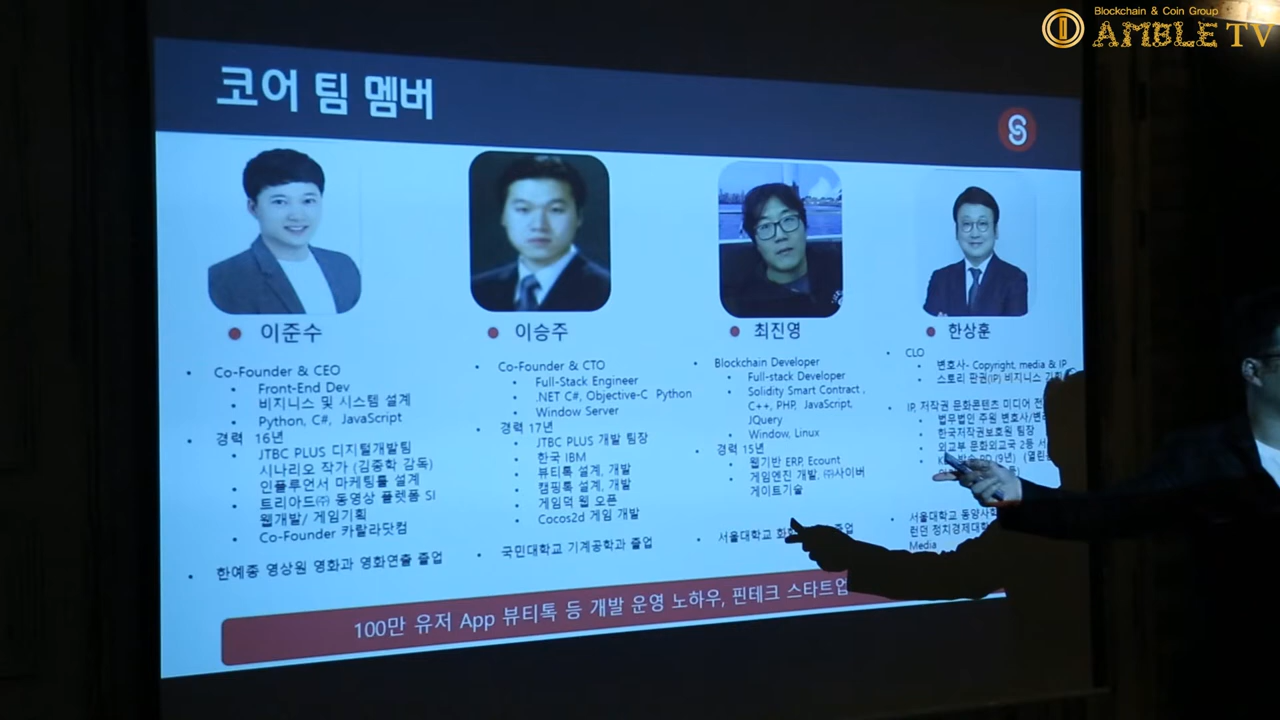 Blockchain & Coin Group
AMBLE TV
코어 팀 멤버
S
이준수
Co-Founder & CEO
Front-End Dev
비지니스 및 시스템 설계
Python, C#, JavaScript
경력 16년
JTBC PLUS 디지털개발팀
시나리오 작가 (김중학 감독)
인플루언서 마케팅툴 설계
트리아드㈜ 동영상 플렛폼 SI
웹개발/ 게임기획
Co-Founder 카랄라닷컴
한예종 영상원 영화과 영화연출 졸업
이승주
Co-Founder & CTO
Full-Stack Engineer
.NET C#, Objective-C Python
Window Server
경력 17년
JTBC PLUS 개발 팀장
한국 IBM
뷰티톡 설계, 개발
캠핑톡 설계, 개발
게임덕 웹 오픈
Cocos2d 게임 개발
국민대학교 기계공학과 졸업
최진영
Blockchain Developer
Full-stack Developer
Solidity Smart Contract ,
C++, PHP, JavaScript,
JQuery
Window, Linux
경력 15년
웹기반 ERP, Ecount
게임엔진 개발, ㈜사이버
게이트기술
서울대학교 졸업
한상훈
CLO
변호사- Copyright, media & IP
스토리 판권(IP) 비지니스
IP, 저작권 문화콘텐츠 미디어
법무법인 주원 변호사
한국저작권보호원 팀장
외교부 문화외교국 2등
PD (9년)
서울대학교
런던 정치경제대
Media
100만 유저 App 뷰티톡 등 개발 운영 노하우, 핀테크 스타트업